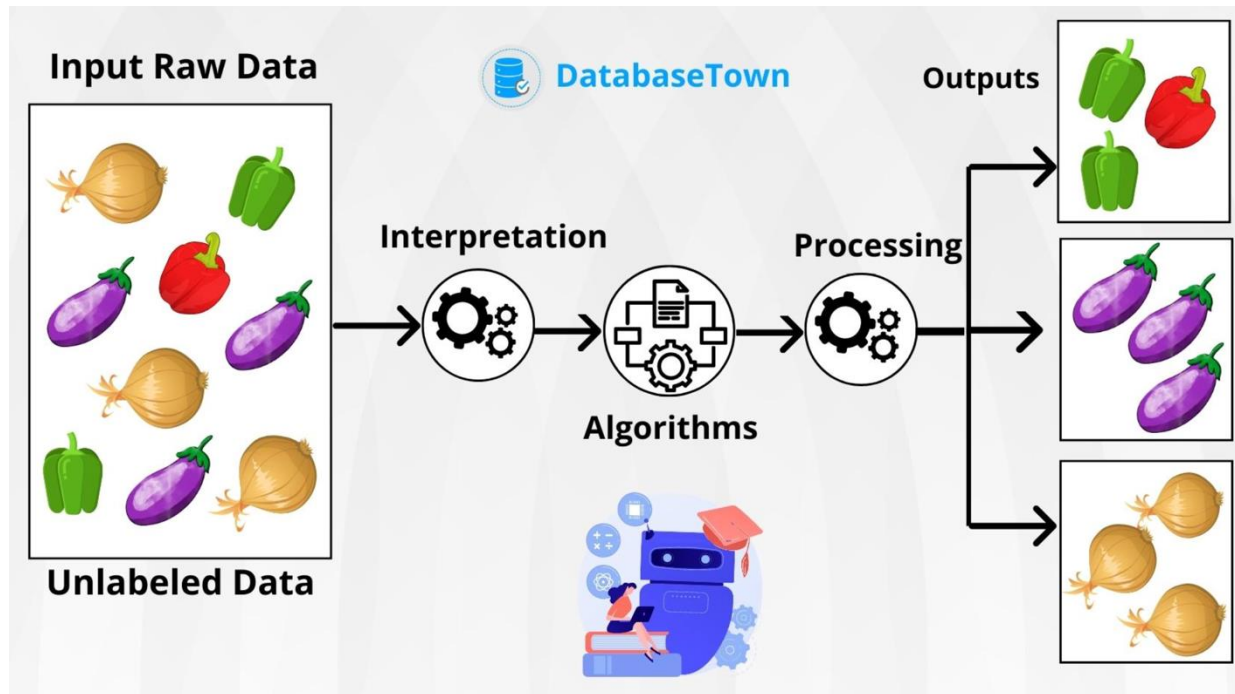 Input Raw Data
DatabaseTown
Outputs
Interpretation
Processing
Algorithms
Unlabeled Data